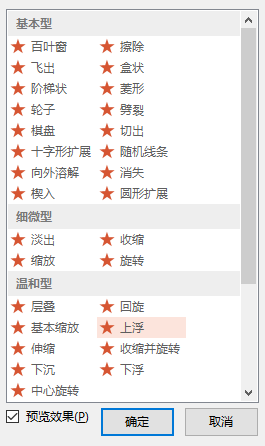 基本型
百叶窗 擦除
飞出 盒状
阶梯状 菱形
轮子 劈裂
棋盘 切出
十字形扩展 随机线条
向外溶解 消失
楔入 圆形扩展
细微型
淡出 收缩
缩放 旋转
温和型
层叠 回旋
基本缩放 上浮
伸缩 收缩并旋转
下沉 下浮
中心旋转
预览效果(P) 确定 取消